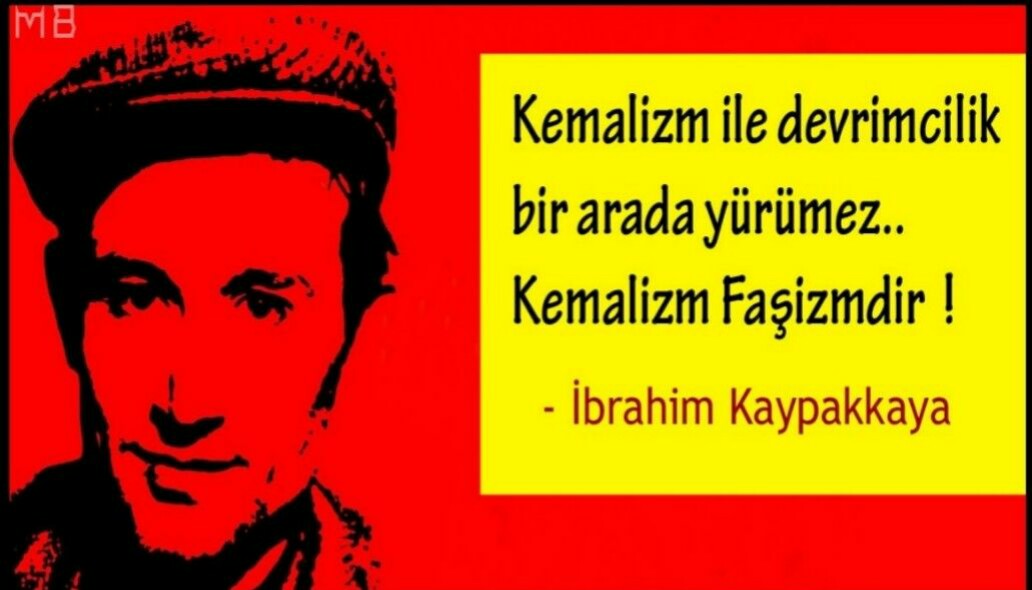 MB
Kemalizm ile devrimcilik
bir arada yürümez..
Kemalizm Faşizmdir !
- İbrahim Kaypakkaya